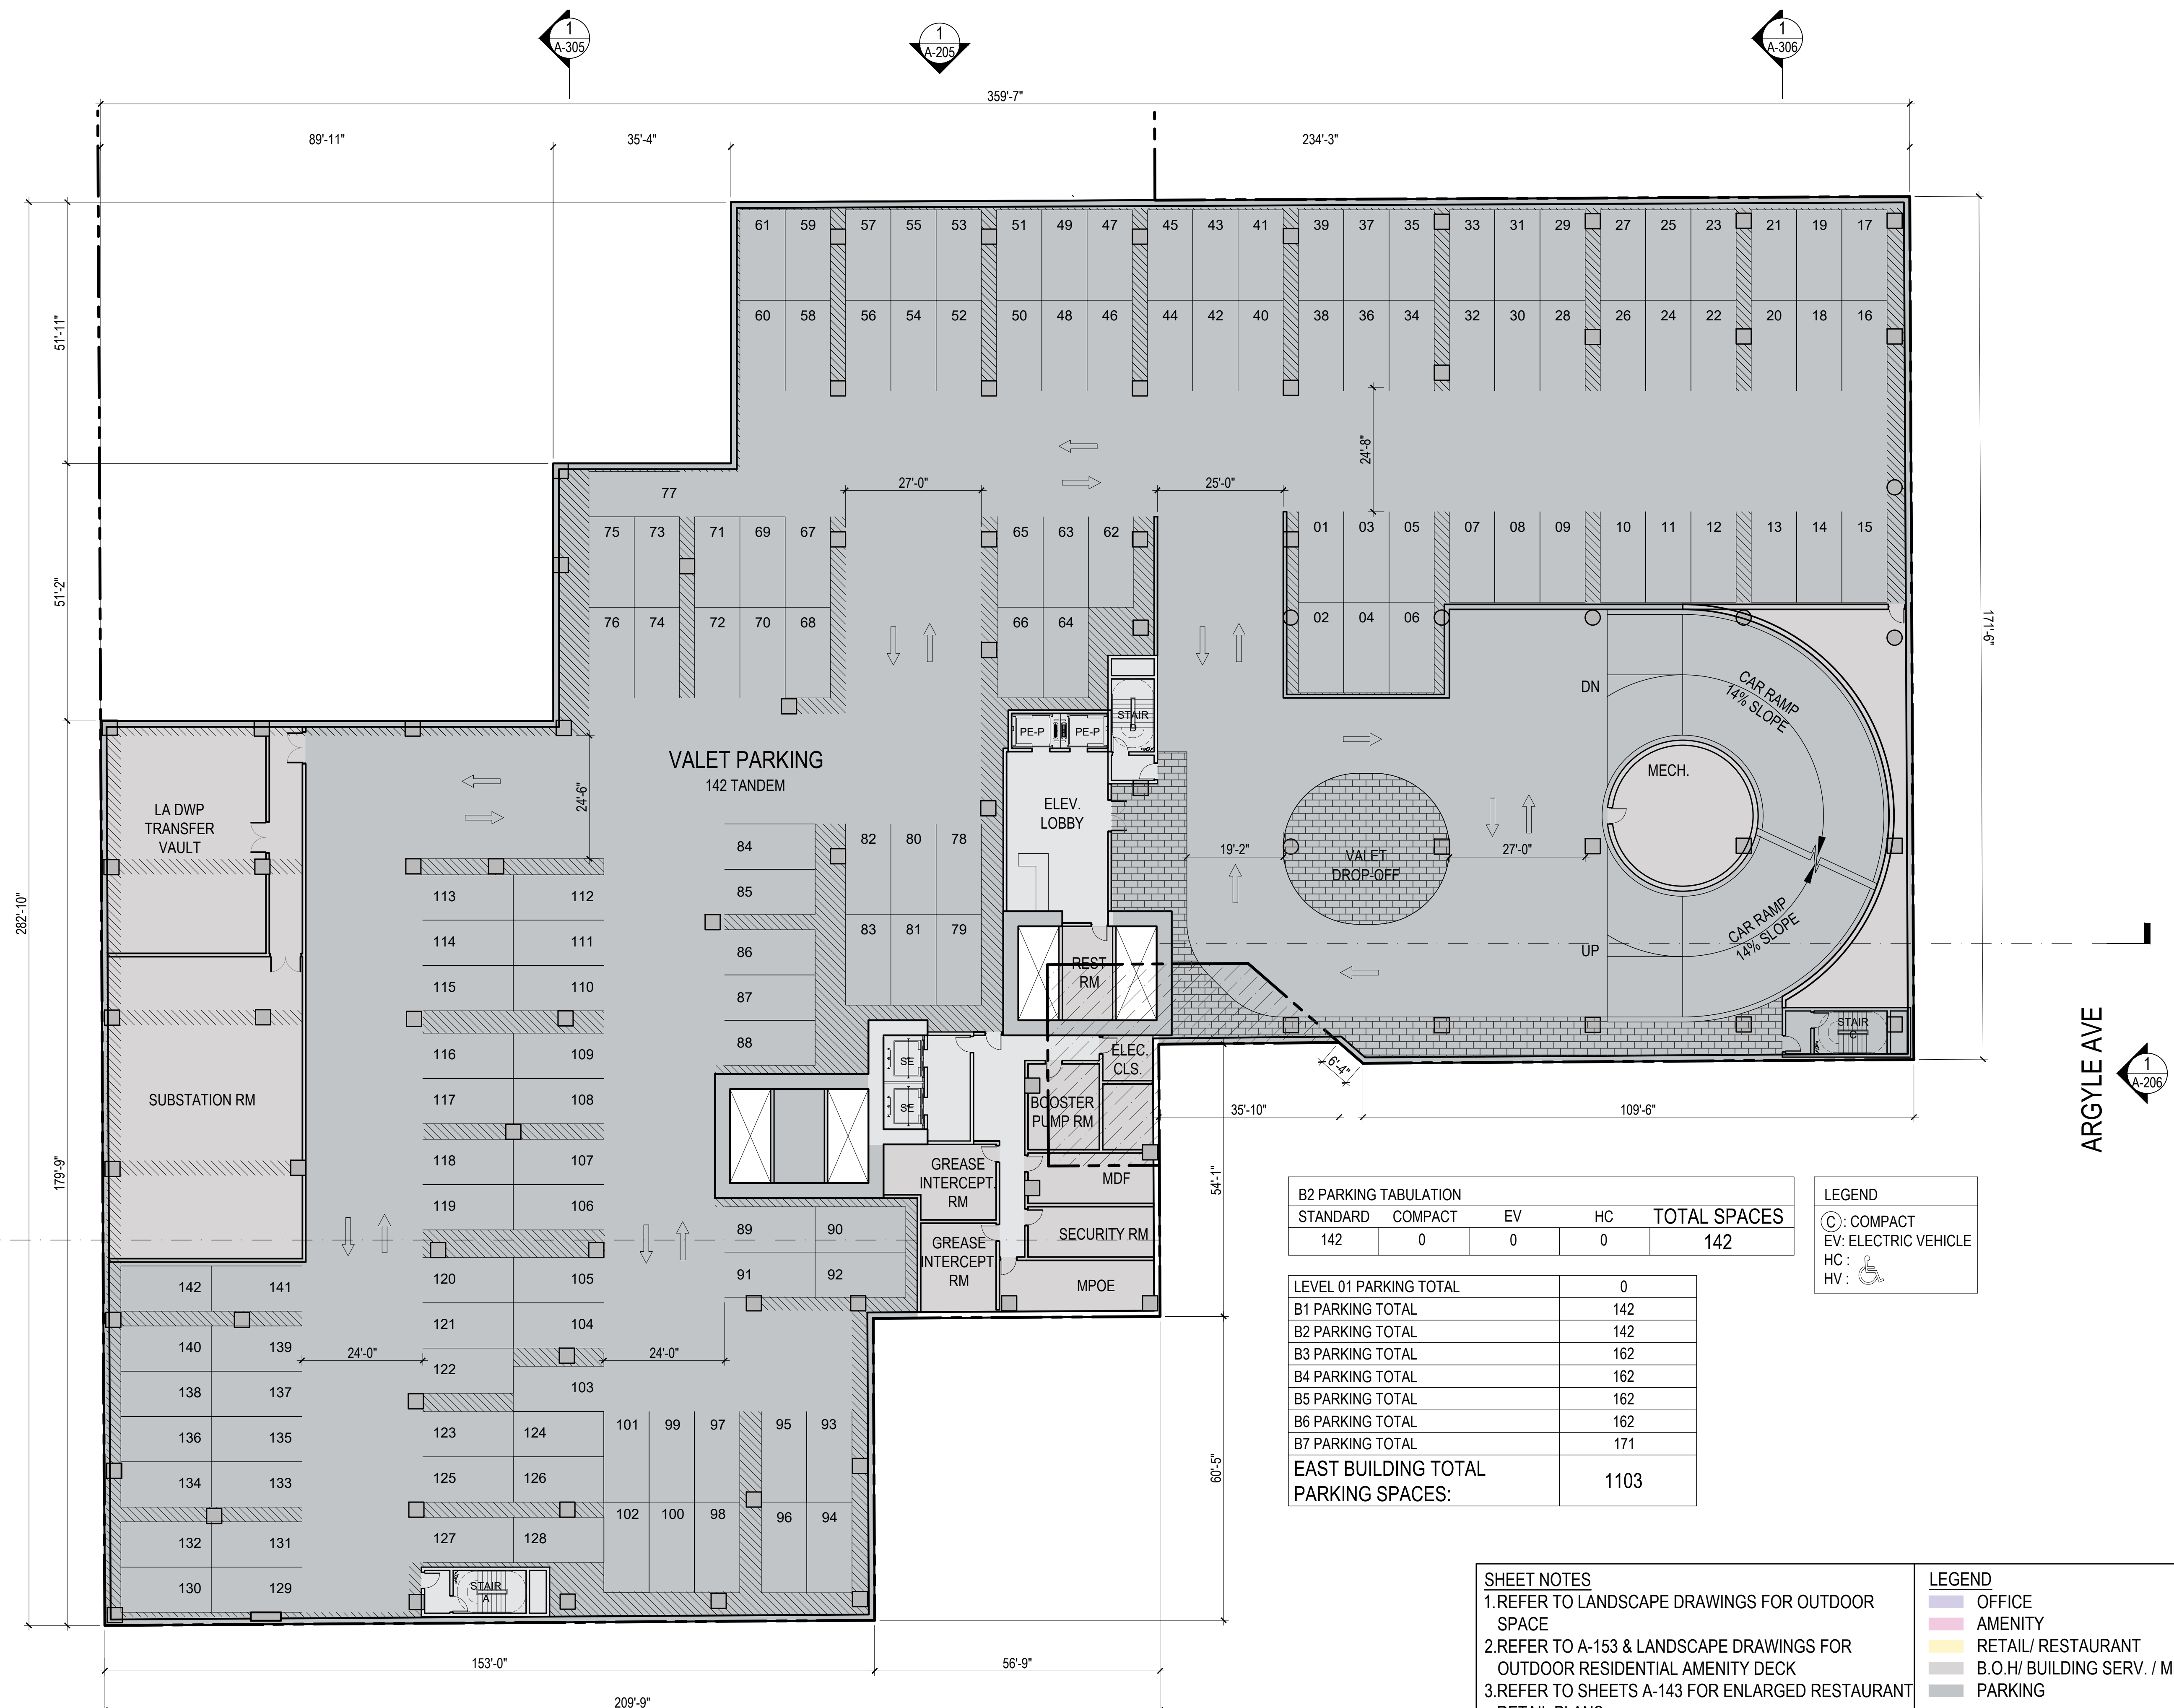 1
A-305
1
A-205
1
A-306
359'-7"
89'-11"
35'-4"
234'-3"
61 59 57 55 53 51 49 47 45 43 41 39 37 35 33 31 29 27 25 23 21 19 17
60 58 56 54 52 50 48 46 44 42 40 38 36 34 32 30 28 26 24 22 20 18 16
51'-11"
24'-8"
77
27'-0"
25'-0"
75 73 71 69 67 65 63 62 01 03 05 07 08 09 10 11 12 13 14 15
51'-2"
171'-6"
76 74 72 70 68 66 64 02 04 06
DN
CAR RAMP
14% SLOPE
STAIR
PE-P PE-P
VALET PARKING
142 TANDEM
MECH.
24'-6"
LA DWP
TRANSFER
VAULT
ELEV.
LOBBY
84 82 80 78
85
19'-2"
VALET
DROP-OFF
27'-0"
113 112
282'-10"
83 81 79
114 111
86
CAR RAMP
14% SLOPE
UP
REST
RM
115 110
87
88
STAIR
C
116 109
SE
ELEC.
CLS.
6'-4"
ARGYLE AVE
1
A-206
SUBSTATION RM
117 108
SE
BOOSTER
PUMP RM
35'-10"
109'-6"
179'-9"
118 107
GREASE
INTERCEPT.
RM
MDF
54'-1"
119 106
89 90
SECURITY RM
GREASE
INTERCEPT.
RM
120 105
91 92
MPOE
142 141
121 104
140 139
24'-0"
24'-0"
122
103
138 137
101 99 97 95 93
136 135
123 124
134 133
125 126
60'-5"
102 100 98 96 94
132 131
127 128
130 129
STAIR
A
153'-0"
56'-9"
209'-9"
B2 PARKING TABULATION
STANDARD COMPACT EV HC TOTAL SPACES
142 0 0 0 142
LEGEND
C : COMPACT
EV: ELECTRIC VEHICLE
HC :
HV :
LEVEL 01 PARKING TOTAL 0
B1 PARKING TOTAL 142
B2 PARKING TOTAL 142
B3 PARKING TOTAL 162
B4 PARKING TOTAL 162
B5 PARKING TOTAL 162
B6 PARKING TOTAL 162
B7 PARKING TOTAL 171
EAST BUILDING TOTAL
PARKING SPACES: 1103
SHEET NOTES
1.REFER TO LANDSCAPE DRAWINGS FOR OUTDOOR
SPACE
2.REFER TO A-153 & LANDSCAPE DRAWINGS FOR
OUTDOOR RESIDENTIAL AMENITY DECK
3.REFER TO SHEETS A-143 FOR ENLARGED RESTAURANT
LEGEND
OFFICE
AMENITY
RETAIL/ RESTAURANT
B.O.H/ BUILDING SERV. / M
PARKING